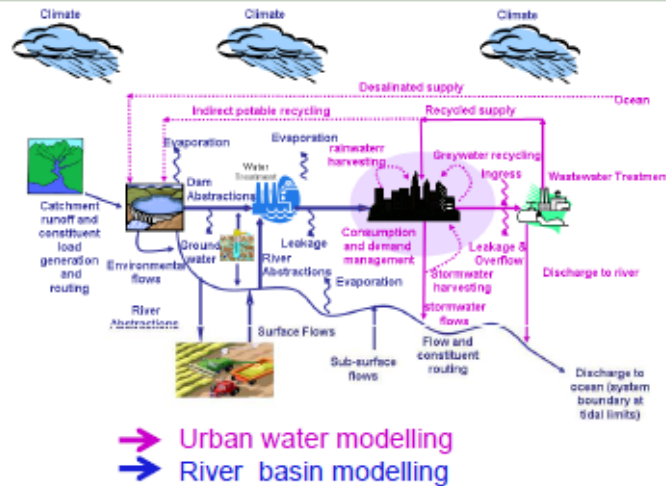 Climate
Climate
Climate
Desalinated supply
Ocean
Indirect potable recycling
Recycled supply
Evaporation
Evaporation
rainwaterr
harvesting
Greywater recycling
Water
Treatment
Ingress
Wastewater Treatmen
Dam
Abstractions
Catchment
runoff and
constituent
load
generation
and
routing
Consumption
and demand
management
Ground
water
Leakage
Leakage &
Overflow
Environmental
flows
River
Abstractions
Stormwater
harvesting
Discharge to river
Evaporation
River
Abstractions
stormwater
flows
Surface Flows
Sub-surface
flows
Flow and
constituent
routing
Discharge to
ocean (system
boundary at
tidal limits)
Urban water modelling
River basin modelling